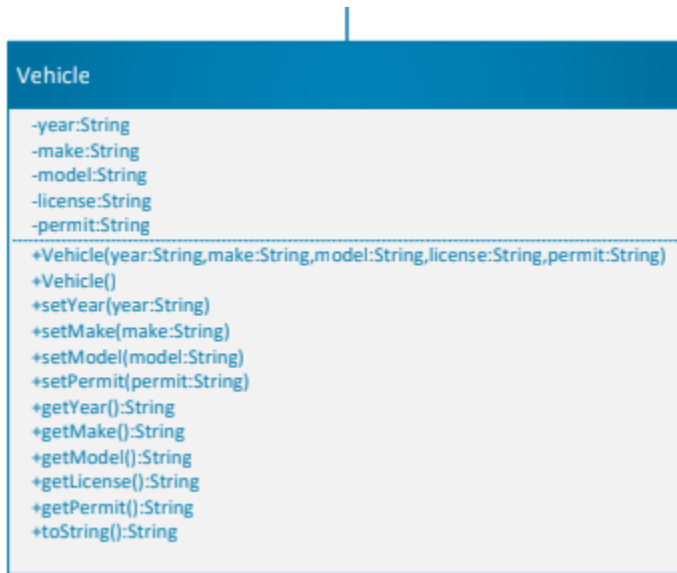 Vehicle
-year:String
-make:String
-model:String
-license:String
-permit:String
+Vehicle(year:String,make:String,model:String,license:String,permit:String)
+Vehicle()
+setYear(year:String)
+setMake(make:String)
+setModel(model:String)
+setPermit(permit:String)
+getYear():String
+getMake():String
+getModel():String
+getLicense():String
+getPermit():String
+toString():String